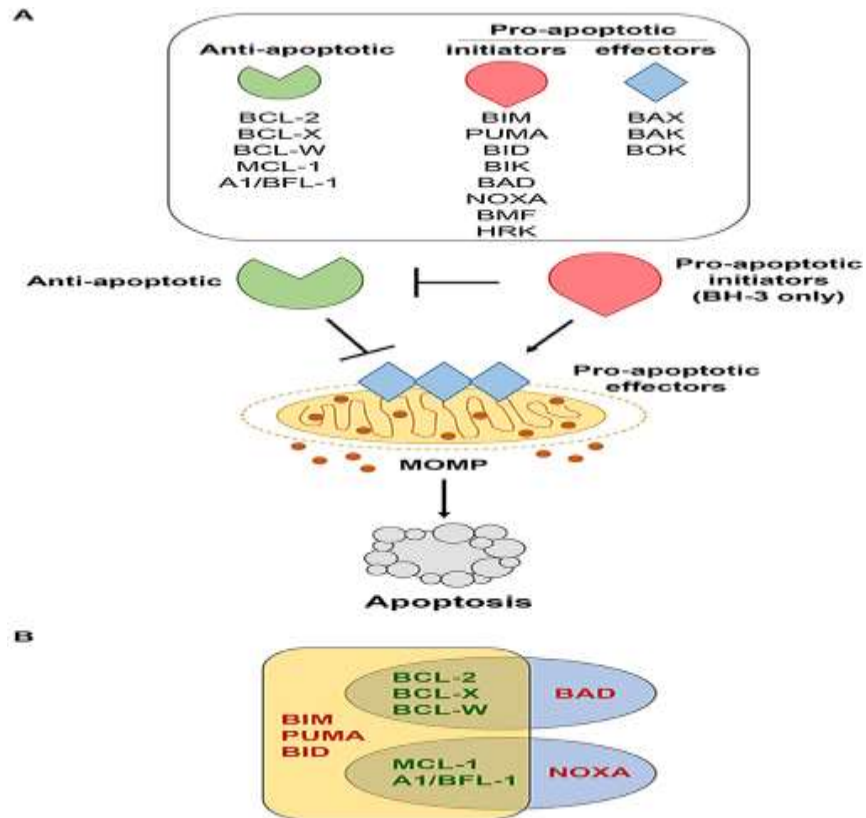 A
Pro-apoptotic
Anti-apoptotic initiators effectors
BCL-2 BIM BAX
BCL-X PUMA BAK
BCL-W BID BOK
MCL-1 BIK
A1/BFL-1 BAD
NOXA
BMF
HRK
Anti-apoptotic
Pro-apoptotic
initiators
(BH-3 only)
Pro-apoptotic
effectors
MOMP
Apoptosis
B
BCL-2
BCL-X
BCL-W
BAD
BIM
PUMA
BID
MCL-1
A1/BFL-1
NOXA